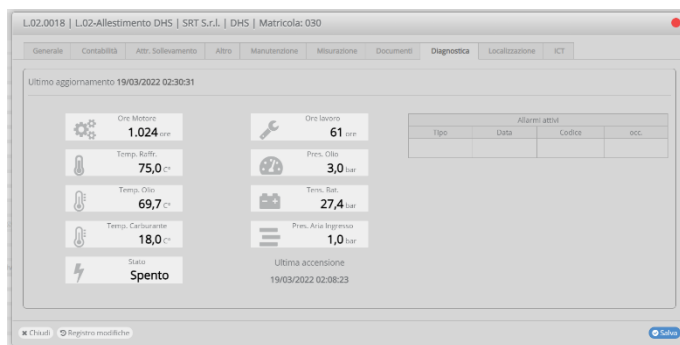 L.02.0018 | L.02-Allestimento DHS | SRT S.r.l. | DHS | Matricola: 030
Generale Contabilità Attr. Sollevamento Altro Manutenzione Misurazione Documenti Diagnostica Localizzazione ICT
Ultimo aggiornamento 19/03/2022 02:30:31
Ore Motore
1.024 ore
Ore lavoro
61 ore
Temp. Raffr.
75,0 C°
Pres. Olio
3,0 bar
Temp. Olio
69,7 C°
Tens. Bat.
27,4 bar
Temp. Carburante
18,0 C°
Pres. Aria Ingresso
1,0 bar
Stato
Spento
Ultima accensione
19/03/2022 02:08:23
Allarmi attivi
Tipo Data Codice occ.
Chiudi Registro modifiche Salva